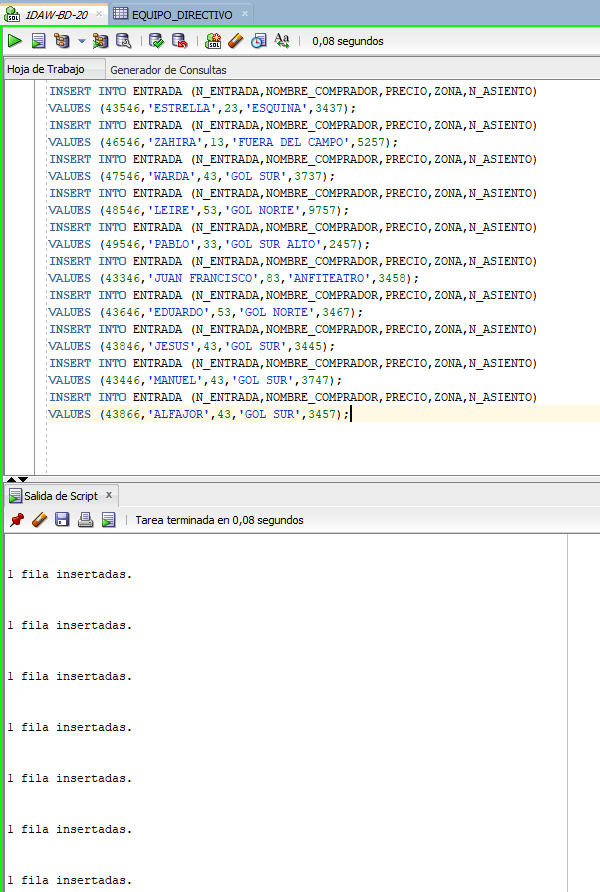 1DAW-BD-20 × EQUIPO_DIRECTIVO ×
0,08 segundos
Hoja de Trabajo Generador de Consultas
INSERT INTO ENTRADA (N_ENTRADA,NOMBRE_COMPRADOR,PRECIO,ZONA,N_ASIENTO)
VALUES (43546,'ESTRELLA',23,'ESQUINA',3437);
INSERT INTO ENTRADA (N_ENTRADA,NOMBRE_COMPRADOR,PRECIO,ZONA,N_ASIENTO)
VALUES (46546,'ZAHIRA',13,'FUERA DEL CAMPO',5257);
INSERT INTO ENTRADA (N_ENTRADA,NOMBRE_COMPRADOR,PRECIO,ZONA,N_ASIENTO)
VALUES (47546,'WARDA',43,'GOL SUR',3737);
INSERT INTO ENTRADA (N_ENTRADA,NOMBRE_COMPRADOR,PRECIO,ZONA,N_ASIENTO)
VALUES (48546,'LEIRE',53,'GOL NORTE',9757);
INSERT INTO ENTRADA (N_ENTRADA,NOMBRE_COMPRADOR,PRECIO,ZONA,N_ASIENTO)
VALUES (49546,'PABLO',33,'GOL SUR ALTO',2457);
INSERT INTO ENTRADA (N_ENTRADA,NOMBRE_COMPRADOR,PRECIO,ZONA,N_ASIENTO)
VALUES (43346,'JUAN FRANCISCO',83,'ANFITEATRO',3458);
INSERT INTO ENTRADA (N_ENTRADA,NOMBRE_COMPRADOR,PRECIO,ZONA,N_ASIENTO)
VALUES (43646,'EDUARDO',53,'GOL NORTE',3467);
INSERT INTO ENTRADA (N_ENTRADA,NOMBRE_COMPRADOR,PRECIO,ZONA,N_ASIENTO)
VALUES (43846,'JESUS',43,'GOL SUR',3445);
INSERT INTO ENTRADA (N_ENTRADA,NOMBRE_COMPRADOR,PRECIO,ZONA,N_ASIENTO)
VALUES (43446,'MANUEL',43,'GOL SUR',3747);
INSERT INTO ENTRADA (N_ENTRADA,NOMBRE_COMPRADOR,PRECIO,ZONA,N_ASIENTO)
VALUES (43866,'ALFAJOR',43,'GOL SUR',3457);
Salida de Script ×
Tarea terminada en 0,08 segundos
1 fila insertadas.
1 fila insertadas.
1 fila insertadas.
1 fila insertadas.
1 fila insertadas.
1 fila insertadas.
1 fila insertadas.